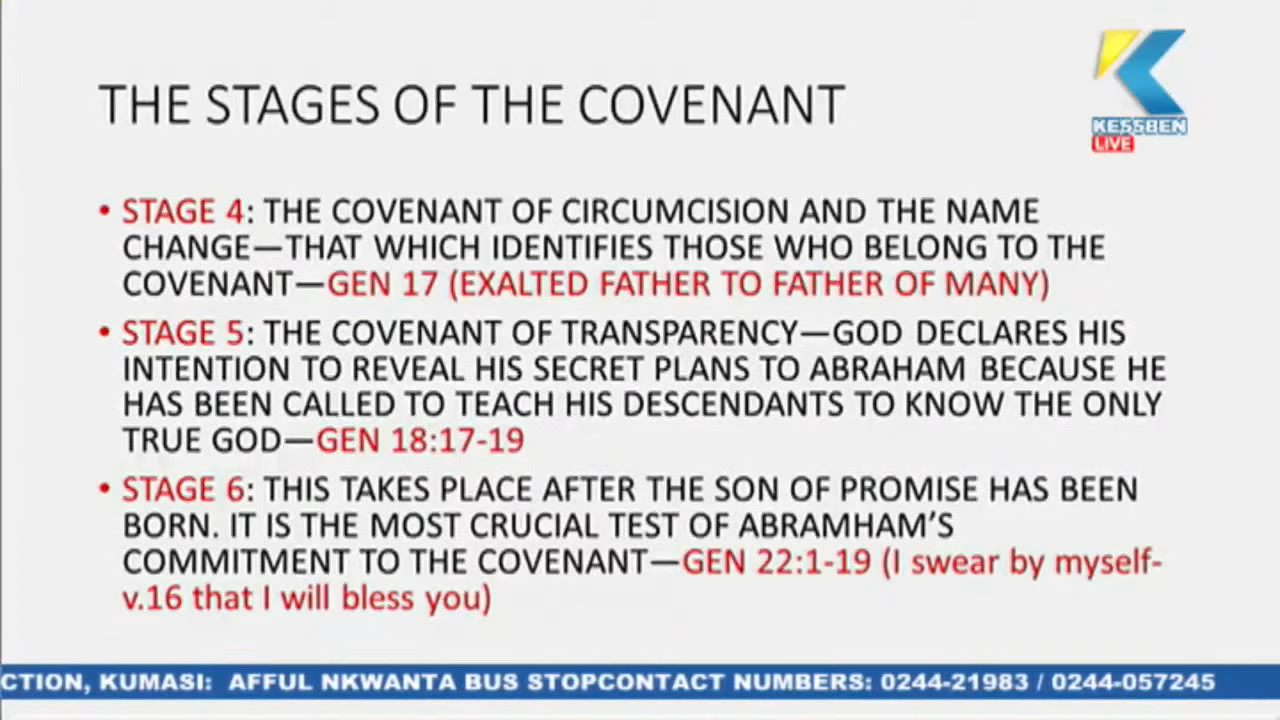 THE STAGES OF THE COVENANT
KESSBEN
LIVE
• STAGE 4: THE COVENANT OF CIRCUMCISION AND THE NAME
CHANGE—THAT WHICH IDENTIFIES THOSE WHO BELONG TO THE
COVENANT—GEN 17 (EXALTED FATHER TO FATHER OF MANY)
• STAGE 5: THE COVENANT OF TRANSPARENCY—GOD DECLARES HIS
INTENTION TO REVEAL HIS SECRET PLANS TO ABRAHAM BECAUSE HE
HAS BEEN CALLED TO TEACH HIS DESCENDANTS TO KNOW THE ONLY
TRUE GOD—GEN 18:17-19
• STAGE 6: THIS TAKES PLACE AFTER THE SON OF PROMISE HAS BEEN
BORN. IT IS THE MOST CRUCIAL TEST OF ABRAMHAM'S
COMMITMENT TO THE COVENANT—GEN 22:1-19 (I swear by myself-
v.16 that I will bless you)
CTION, KUMASI: AFFUL NKWANTA BUS STOPCONTACT NUMBERS: 0244-21983 / 0244-057245